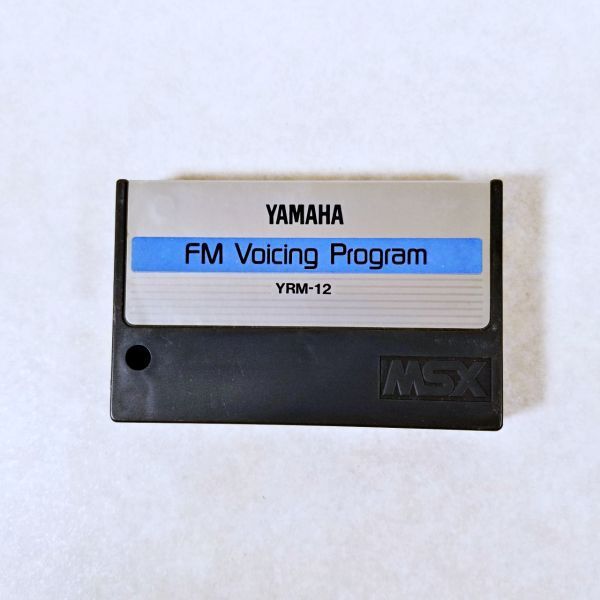 YAMAHA
FM Voicing Program
YRM-12
MSX